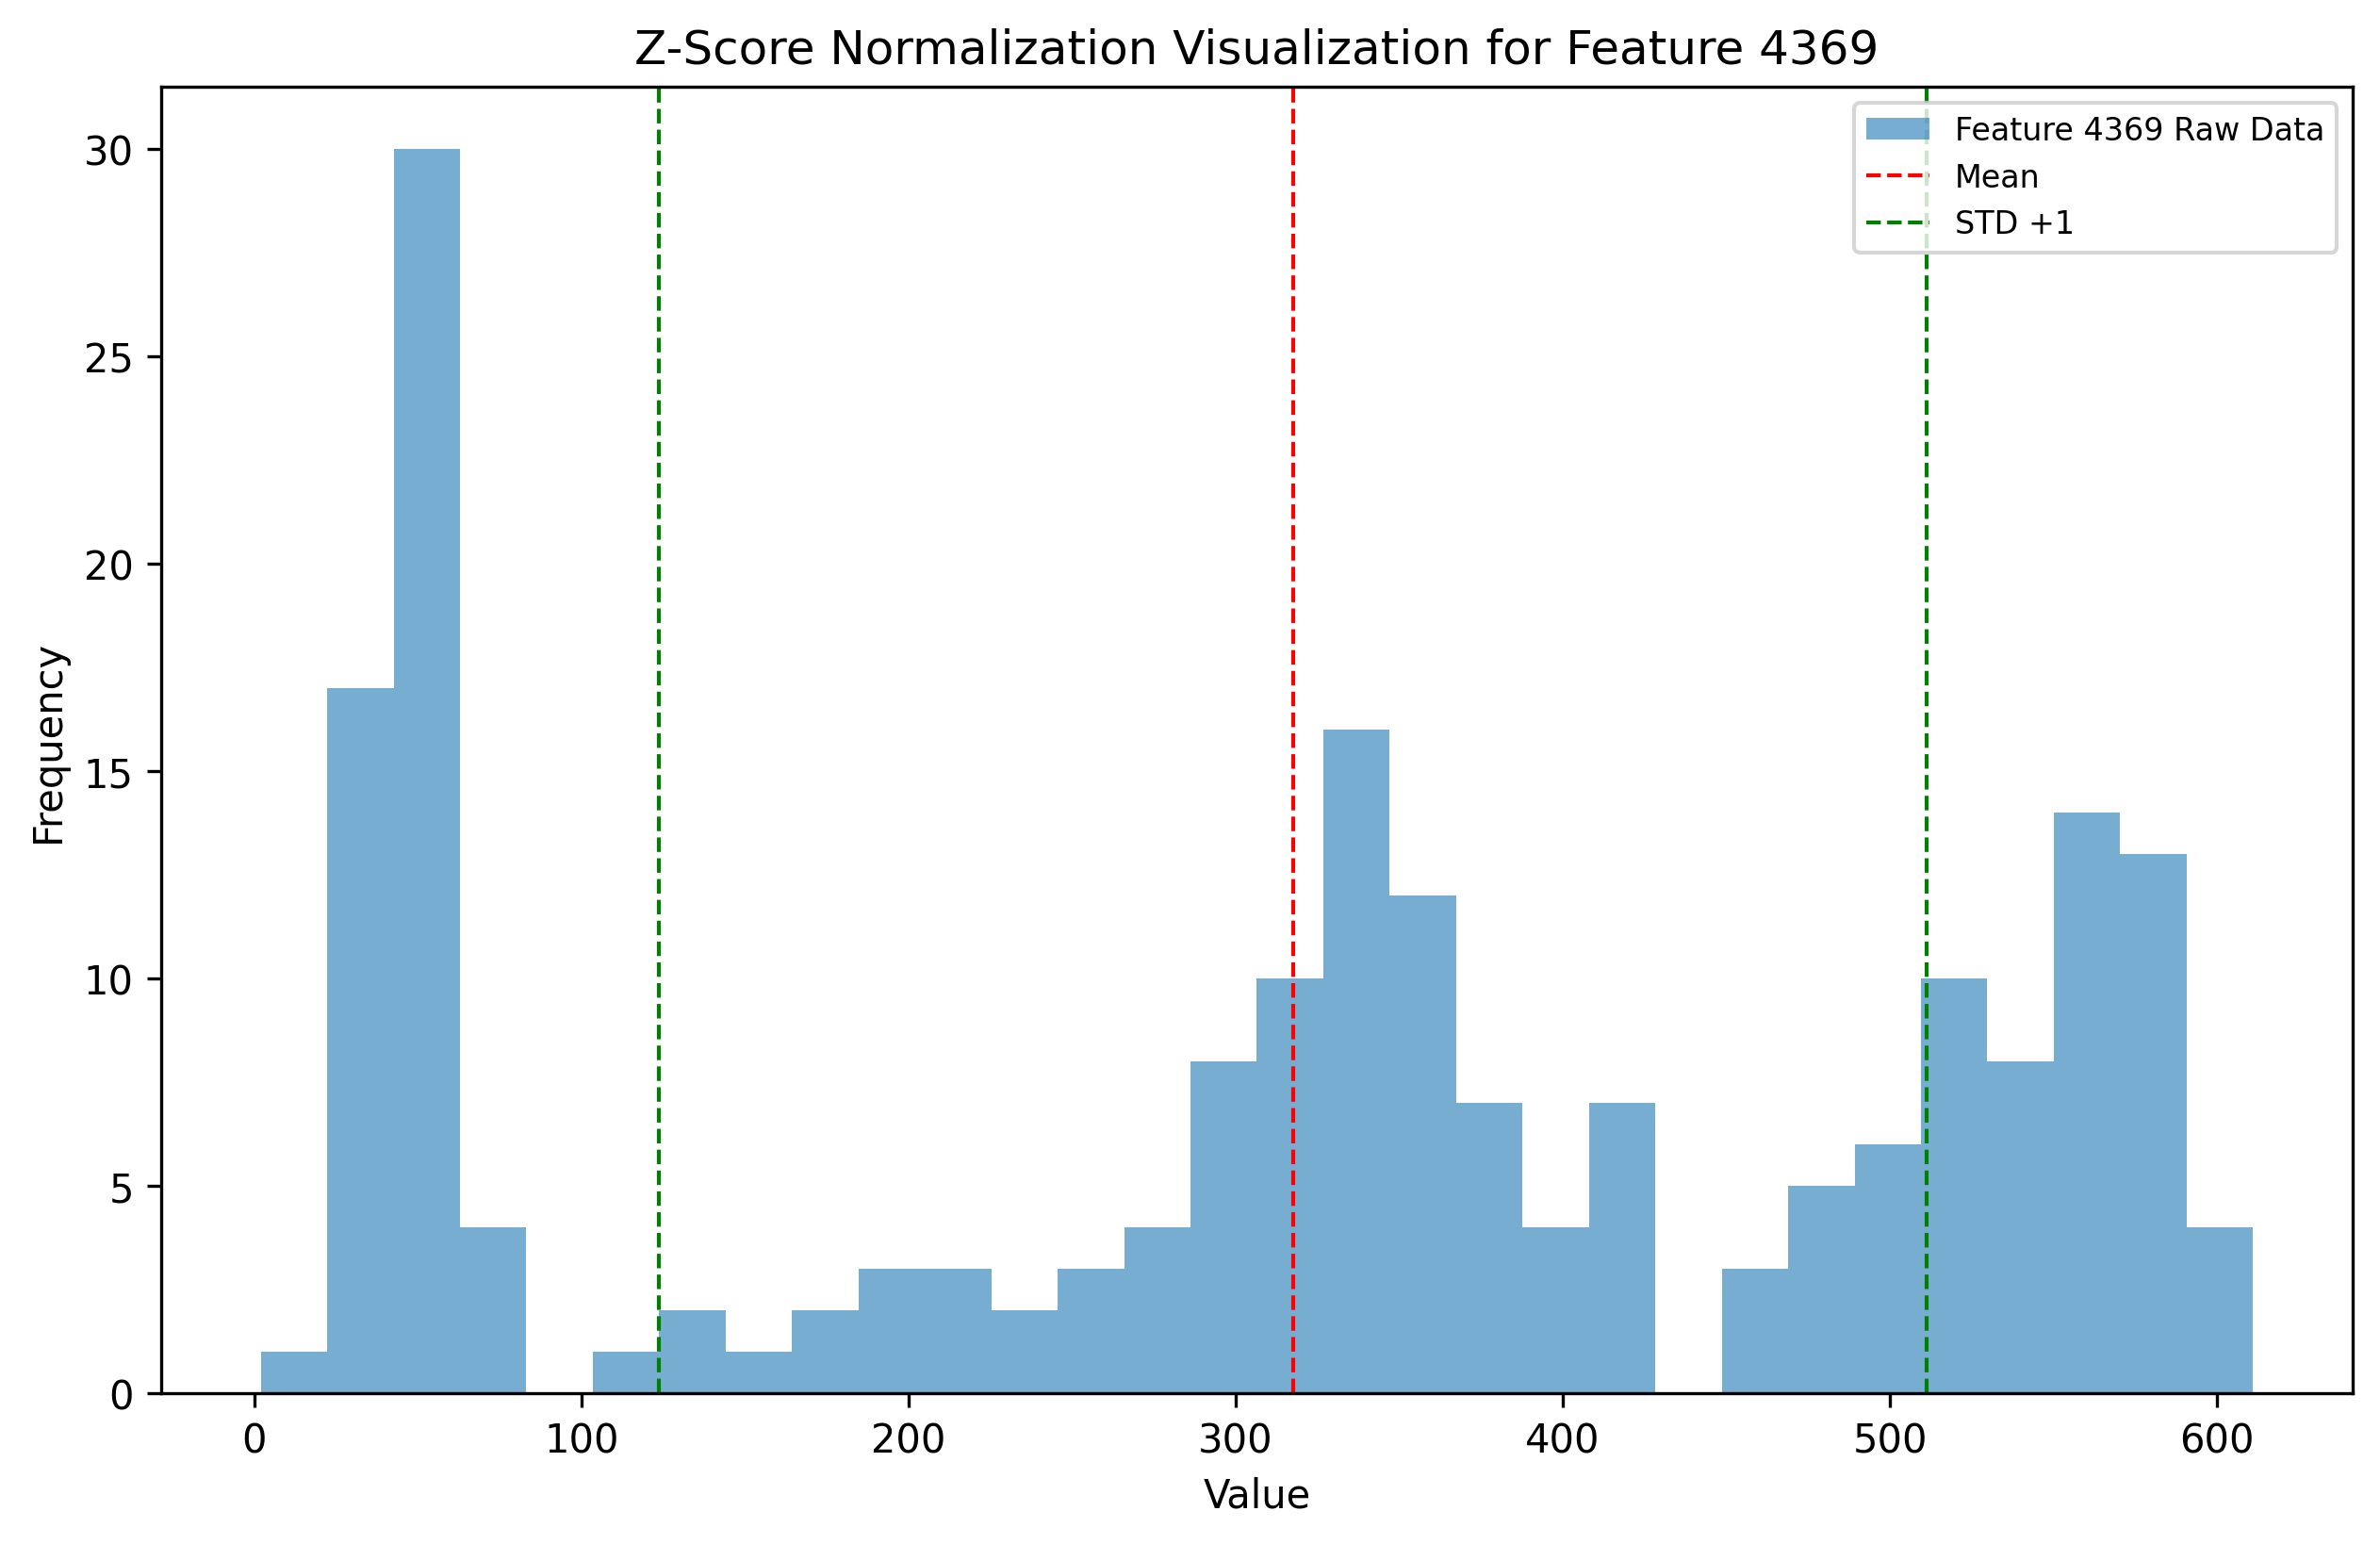 Z-Score Normalization Visualization for Feature 4369
Feature 4369 Raw Data
Mean
STD +1
30
25
20
15
10
5
0
Frequency
0 100 200 300 400 500 600
Value